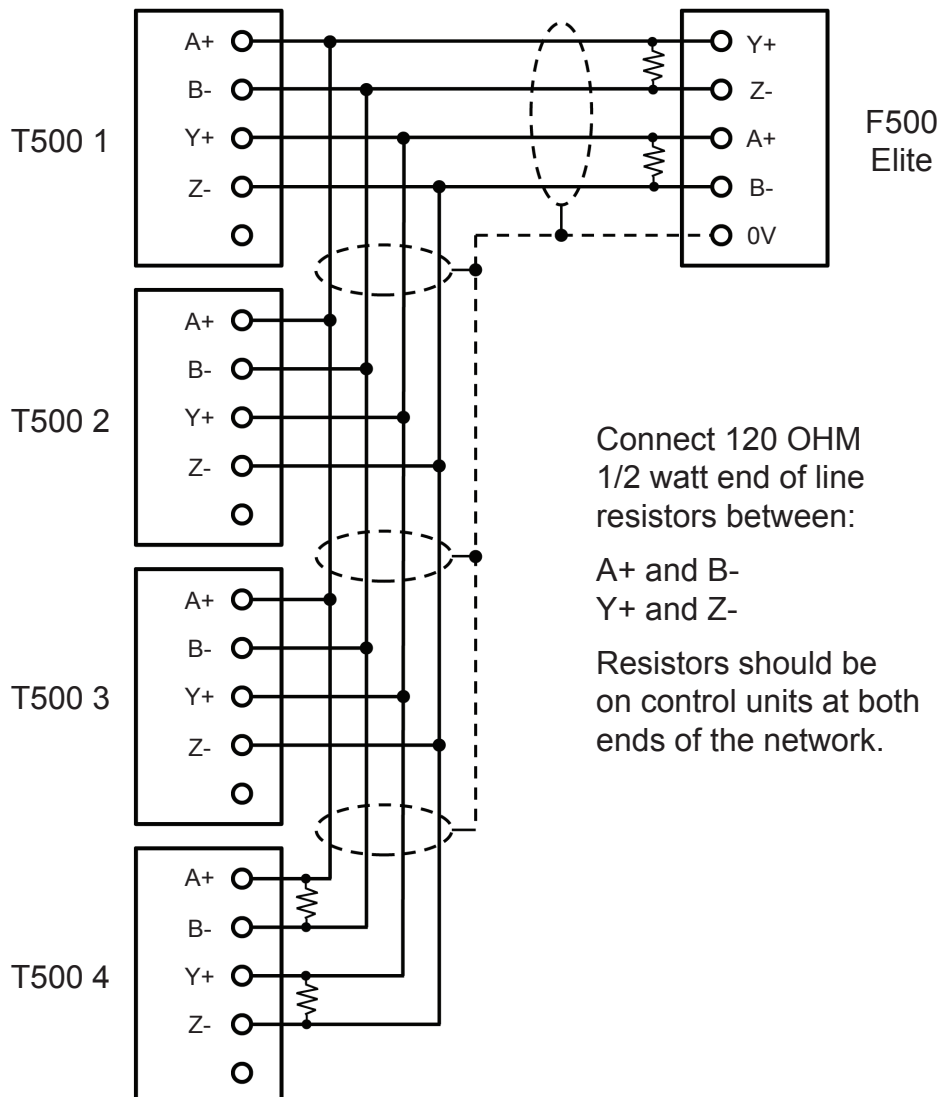 T500 1
A+
B-
Y+
Z-
Y+
Z-
A+
B-
0V
F500
Elite
T500 2
A+
B-
Y+
Z-
T500 3
A+
B-
Y+
Z-
T500 4
A+
B-
Y+
Z-
Connect 120 OHM
1/2 watt end of line
resistors between:
A+ and B-
Y+ and Z-
Resistors should be
on control units at both
ends of the network.